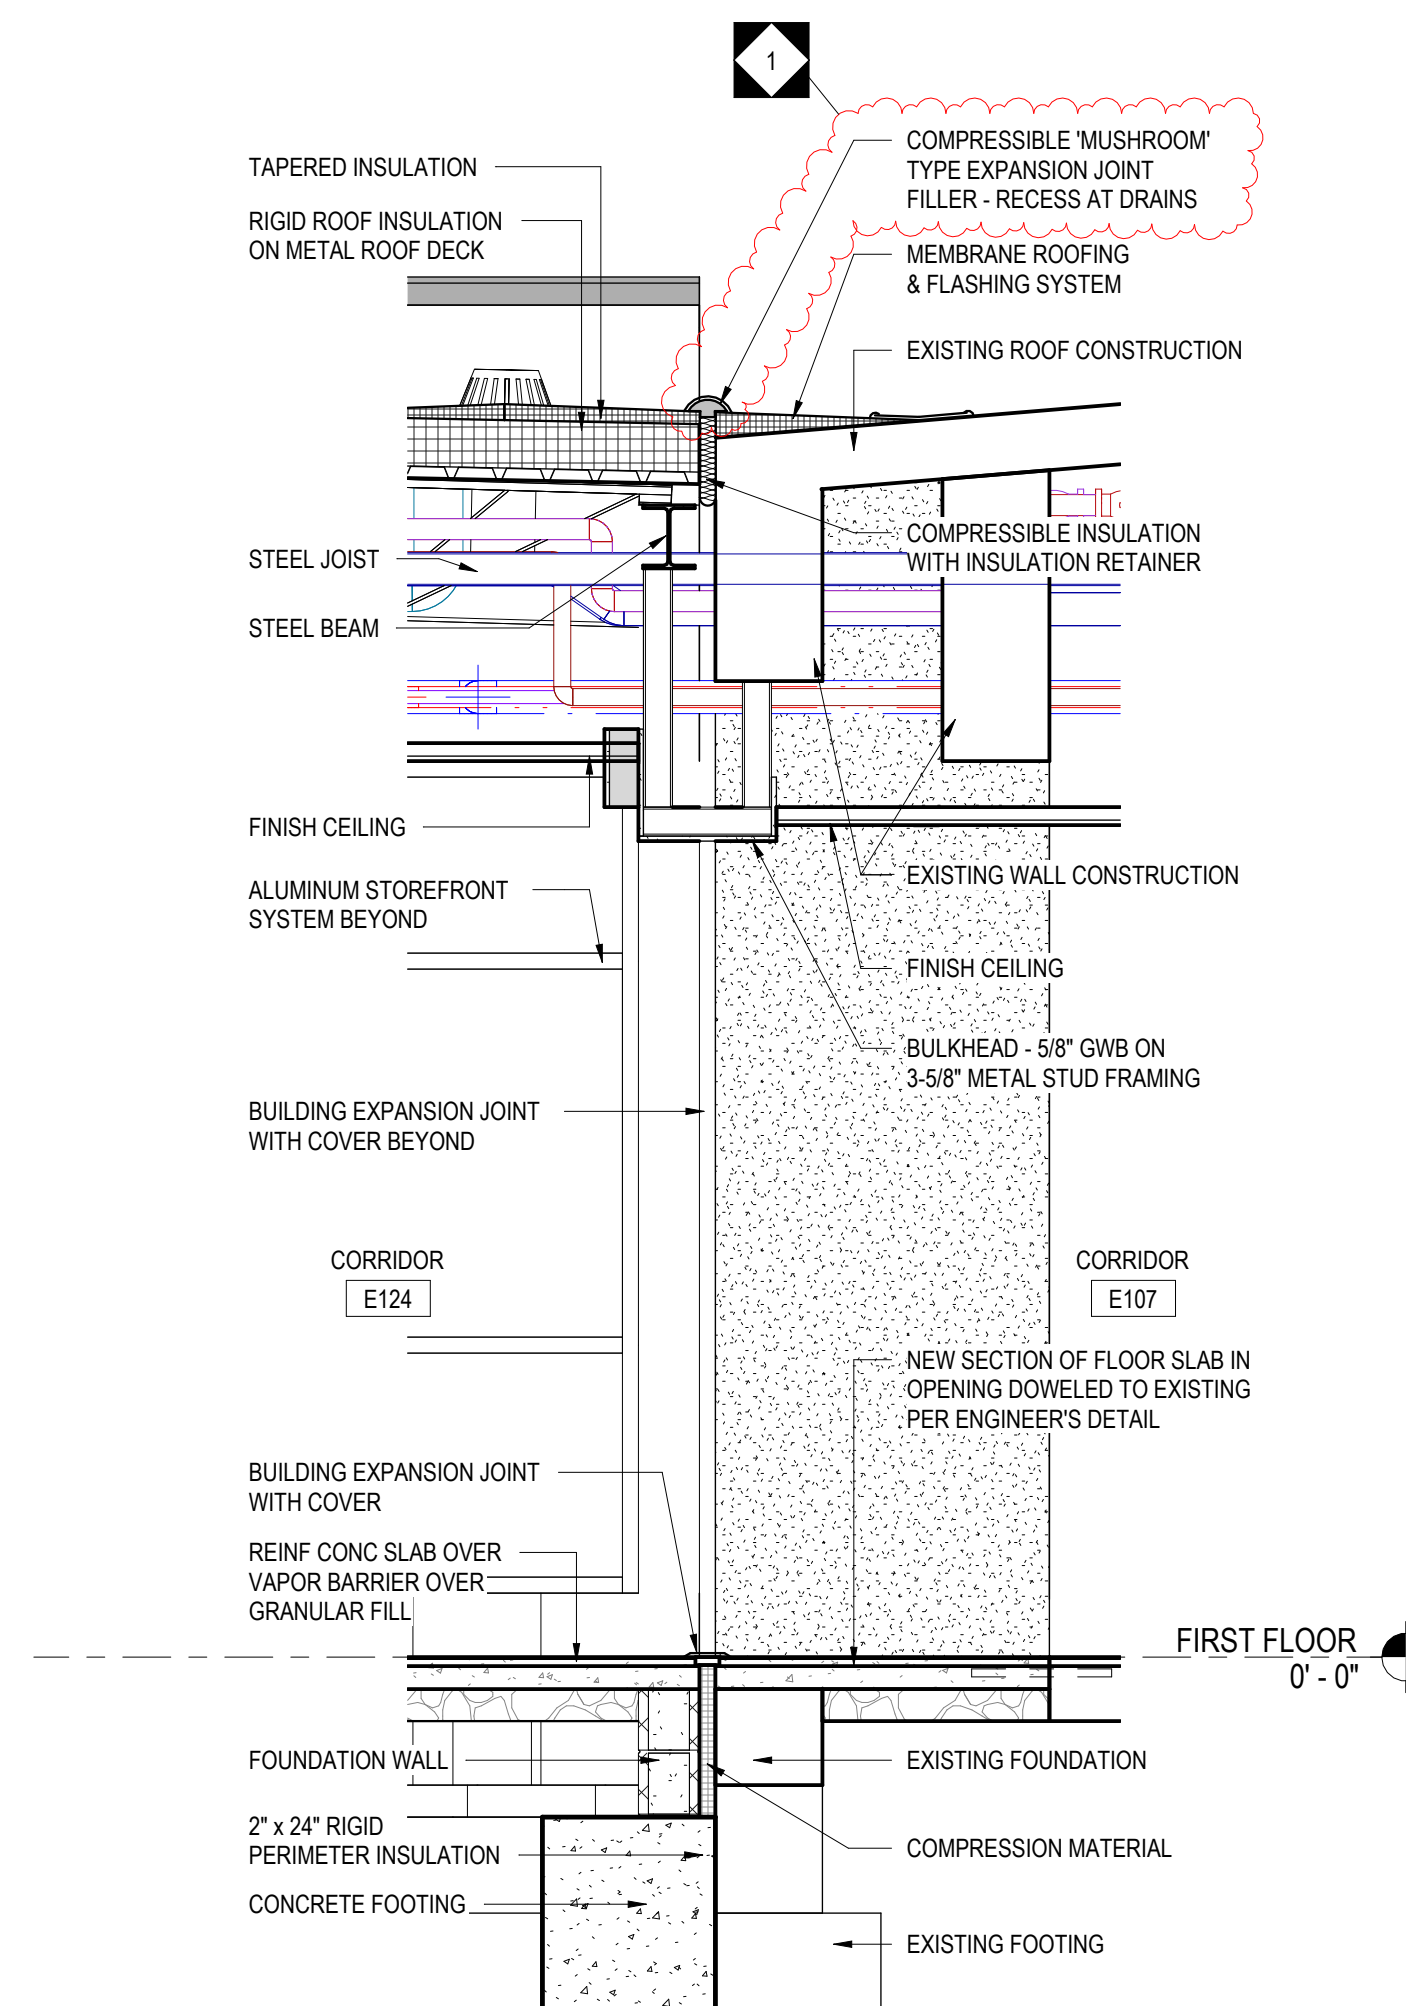 1
COMPRESSIBLE 'MUSHROOM'
TYPE EXPANSION JOINT
FILLER - RECESS AT DRAINS
TAPERED INSULATION
RIGID ROOF INSULATION
ON METAL ROOF DECK
MEMBRANE ROOFING
& FLASHING SYSTEM
EXISTING ROOF CONSTRUCTION
COMPRESSIBLE INSULATION
WITH INSULATION RETAINER
STEEL JOIST
STEEL BEAM
FINISH CEILING
EXISTING WALL CONSTRUCTION
ALUMINUM STOREFRONT
SYSTEM BEYOND
FINISH CEILING
BULKHEAD - 5/8" GWB ON
3-5/8" METAL STUD FRAMING
BUILDING EXPANSION JOINT
WITH COVER BEYOND
CORRIDOR
E124
CORRIDOR
E107
NEW SECTION OF FLOOR SLAB IN
OPENING DOWELED TO EXISTING
PER ENGINEER'S DETAIL
BUILDING EXPANSION JOINT
WITH COVER
REINF CONC SLAB OVER
VAPOR BARRIER OVER
GRANULAR FILL
FIRST FLOOR
0' - 0"
FOUNDATION WALL
EXISTING FOUNDATION
2" x 24" RIGID
PERIMETER INSULATION
COMPRESSION MATERIAL
CONCRETE FOOTING
EXISTING FOOTING